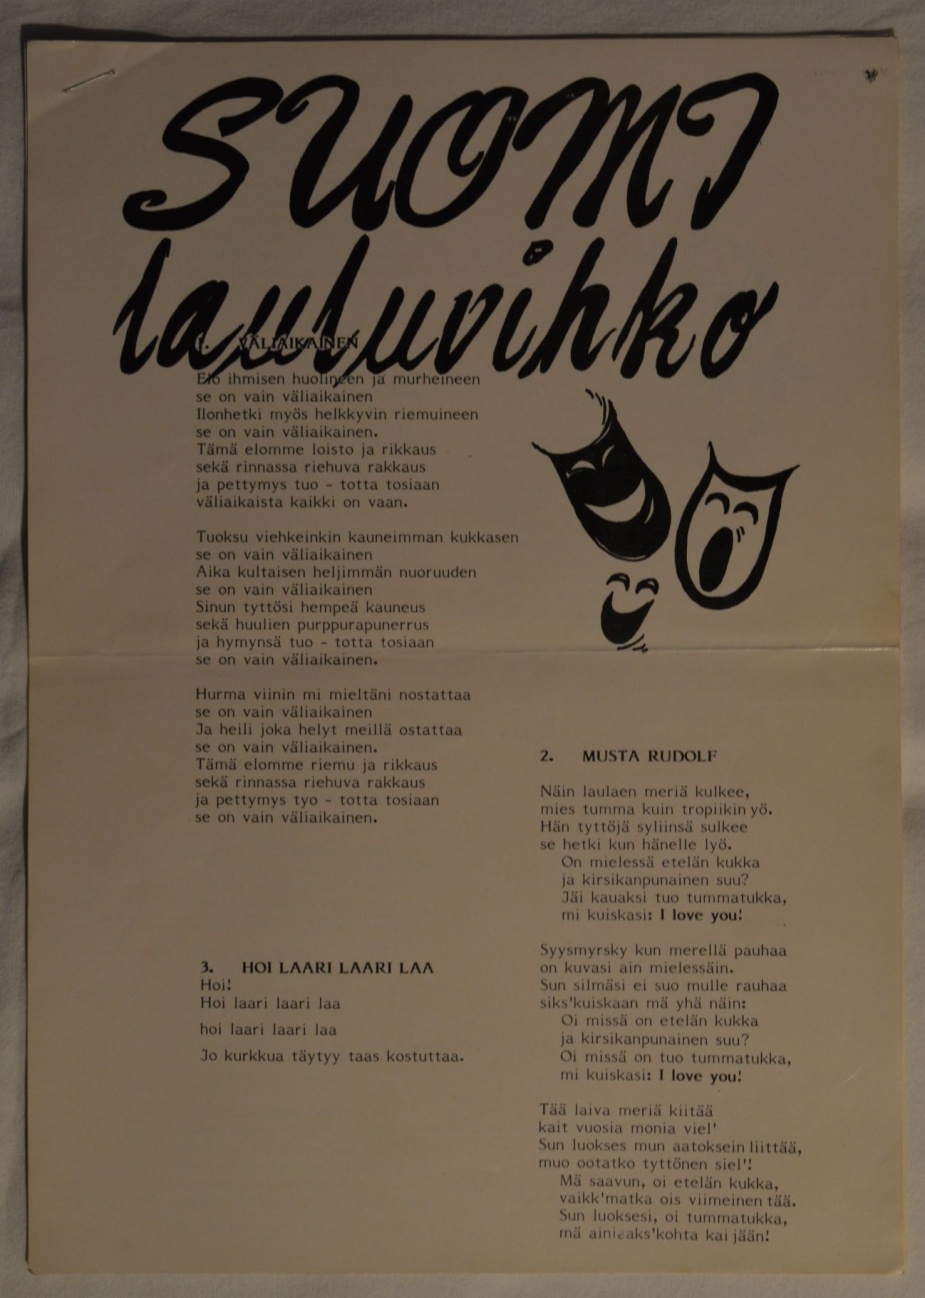 SUOMI
lauluvihko
1. VÄLIAIKAINEN
Elo ihmisen huolineen ja murheineen
se on vain väliaikainen
Ilonhetki myös helkkyvin riemuineen
se on vain väliaikainen.
Tämä elomme loisto ja rikkaus
sekä rinnassa riehuva rakkaus
ja pettymys tuo - totta tosiaan
väliaikaista kaikki on vaan.
Tuoksu viehkeinkin kauneimman kukkasen
se on vain väliaikainen
Aika kultaisen heljimmän nuoruuden
se on vain väliaikainen
Sinun tyttösi hempeä kauneus
sekä huulien purppurapunerrus
ja hymynsä tuo - totta tosiaan
se on vain väliaikainen.
Hurma viinin mi mieltäni nostattaa
se on vain väliaikainen
Ja heili joka helyt meillä ostattaa
se on vain väliaikainen.
Tämä elomme riemu ja rikkaus
sekä rinnassa riehuva rakkaus
ja pettymys tyo - totta tosiaan
se on vain väliaikainen.
2. MUSTA RUDOLF
Näin laulaen meriä kulkee,
mies tumma kuin tropiikin yö.
Hän tyttöjä syliinsä sulkee
se hetki kun hänelle lyö.
On mielessä etelän kukka
ja kirsikanpunainen suu?
Jäi kauaksi tuo tummatukka,
mi kuiskasi: I love you!
Syysmyrsky kun merellä pauhaa
on kuvasi ain mielessäin.
Sun silmäsi ei suo mulle rauhaa
siks'kuiskaan mä yhä näin:
Oi missä on etelän kukka
ja kirsikanpunainen suu?
Oi missä on tuo tummatukka,
mi kuiskasi: I love you!
Tää laiva meriä kiitää
kait vuosia monia viel'
Sun luokses mun aatoksein liittää,
muo ootatko tyttönen siel'!
Mä saavun, oi etelän kukka,
vaikk'matka ois viimeinen tää.
Sun luoksesi, oi tummatukka,
mä ainiaaks'kohta kai jään!
3. HOI LAARI LAARI LAA
Hoi!
Hoi laari laari laa
hoi laari laari laa
Jo kurkkua täytyy taas kostuttaa.